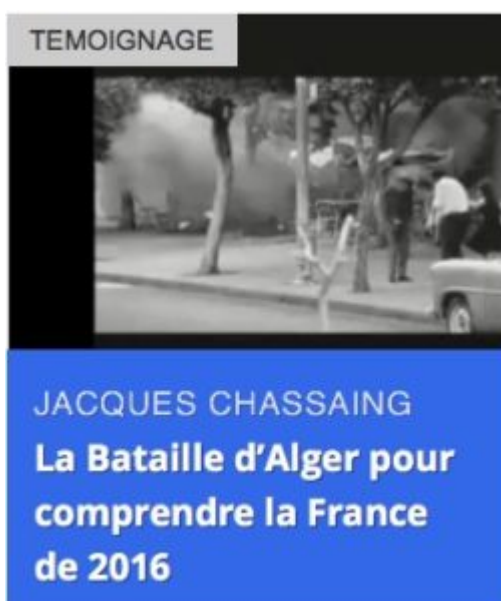 TEMOIGNAGE
JACQUES CHASSAING
La Bataille d'Alger pour
comprendre la France
de 2016